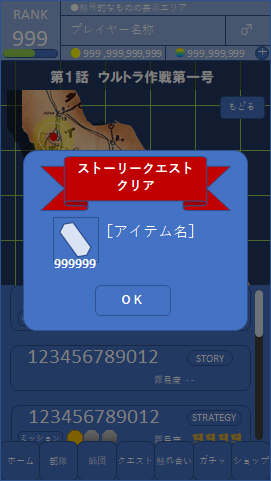 RANK
999
●称号的なものの表示エリア
プレイヤー名称
♂
999,999,999,999
999,999,999
+
第1話 ウルトラ作戦第一号
もどる
ストーリークエスト
クリア
[アイテム名]
999999
OK
123456789012
STORY
難易度 --
123456789012
STRATEGY
ミッション
難易度
ホーム 部隊 師団 クエスト 触れ合い ガチャ ショップ